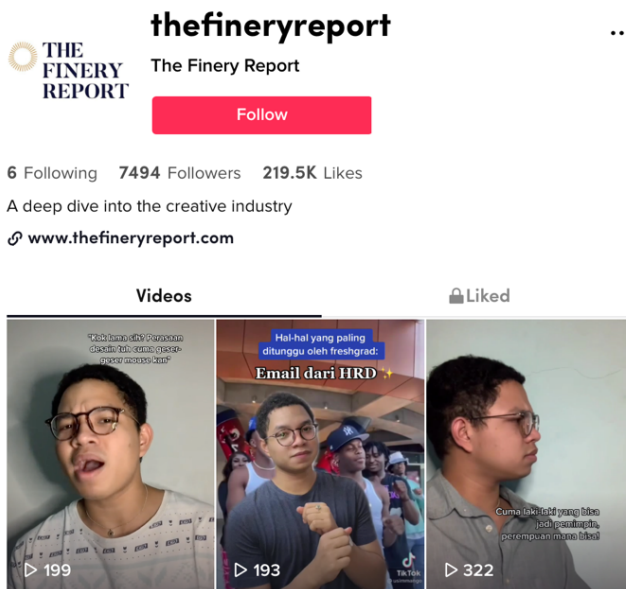 thefineryreport
THE
FINERY
REPORT
The Finery Report
Follow
6 Following 7494 Followers 219.5K Likes
A deep dive into the creative industry
www.thefineryreport.com
Videos
Liked
"Kok lama sih? Perasaan
desain tuh cuma geser-
geser mouse kan"
199
Hal-hal yang paling
ditunggu oleh freshgrad:
Email dari HRD ✨
193
TikTok
Cuma laki-laki yang bisa
jadi pemimpin,
perempuan mana bisa!
322